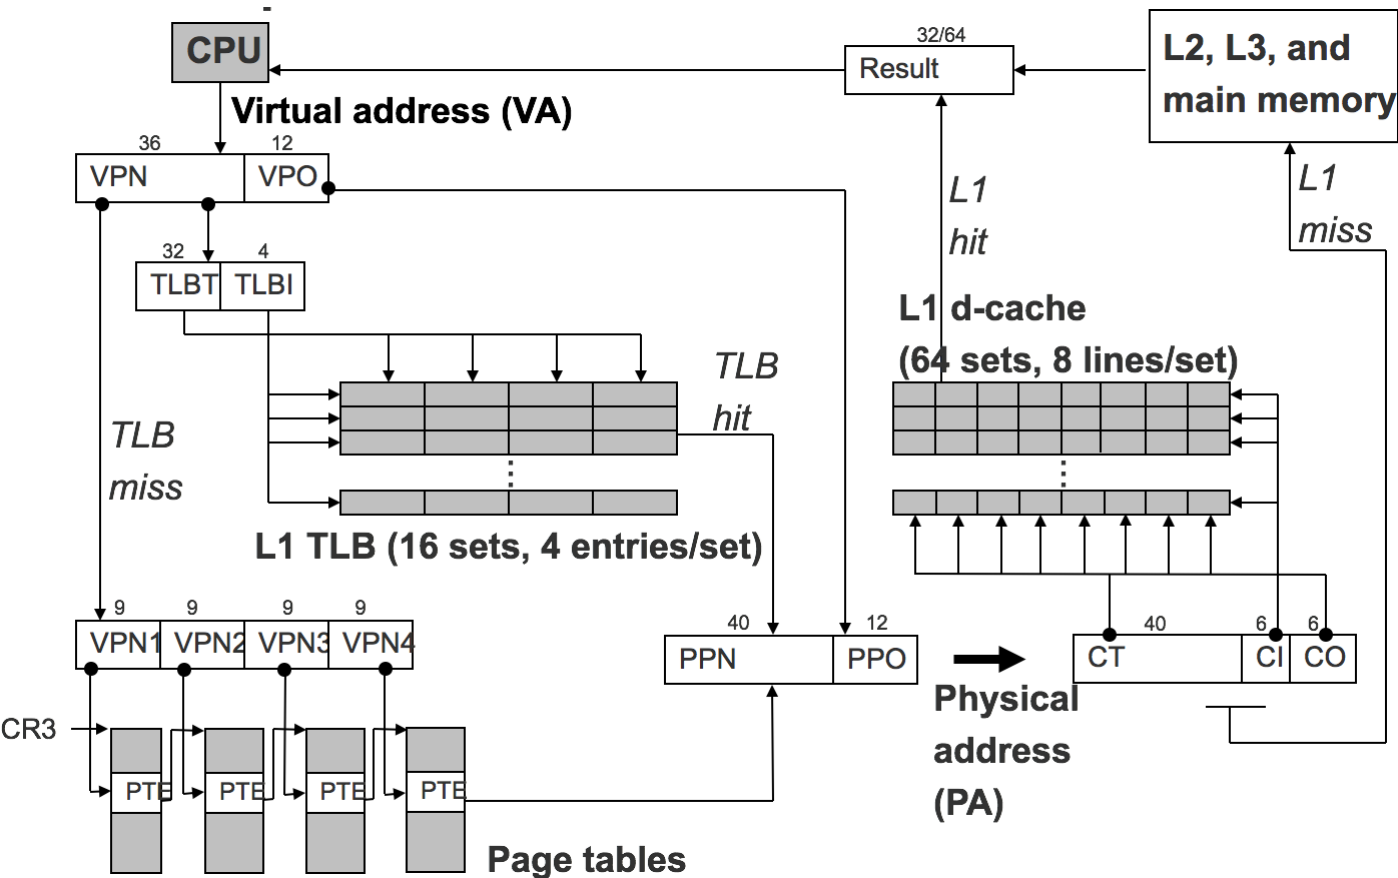 CPU
32/64
Result
L2, L3, and
main memory
Virtual address (VA)
36
12
VPN
VPO
L1
hit
L1
miss
32
4
TLBT
TLBI
L1 d-cache
(64 sets, 8 lines/set)
TLB
hit
TLB
miss
L1 TLB (16 sets, 4 entries/set)
9
9
9
9
VPN1
VPN2
VPN3
VPN4
40
12
PPN
PPO
40
6
6
CT
CI
CO
Physical
address
(PA)
CR3
PTE
PTE
PTE
PTE
Page tables